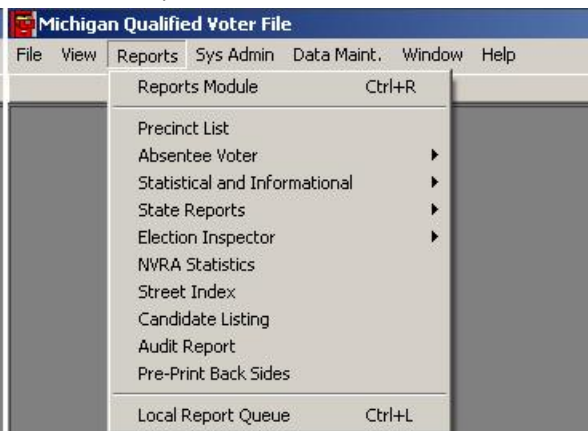 Michigan Qualified Voter File
File View Reports Sys Admin Data Maint. Window Help
Reports Module Ctrl+R
Precinct List
Absentee Voter
Statistical and Informational
State Reports
Election Inspector
NVRA Statistics
Street Index
Candidate Listing
Audit Report
Pre-Print Back Sides
Local Report Queue Ctrl+L